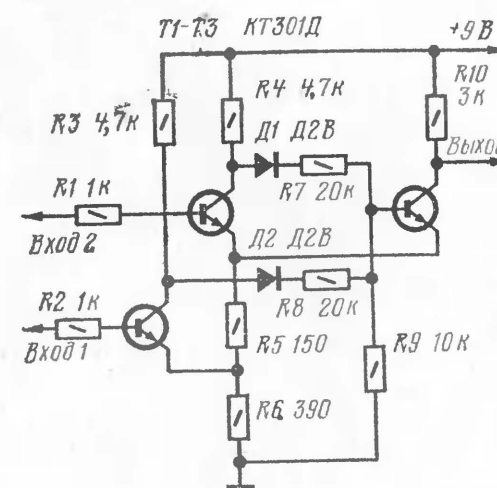 Т1-Т3 КТ301Д
+9 В
R3 4,7к
R4 4,7к
R10
3к
Д1 Д2В
Выход
R1 1к
R7 20к
Вход 2
Д2 Д2В
R2 1к
R8 20к
Вход 1
R5 150
R9 10к
R6 390